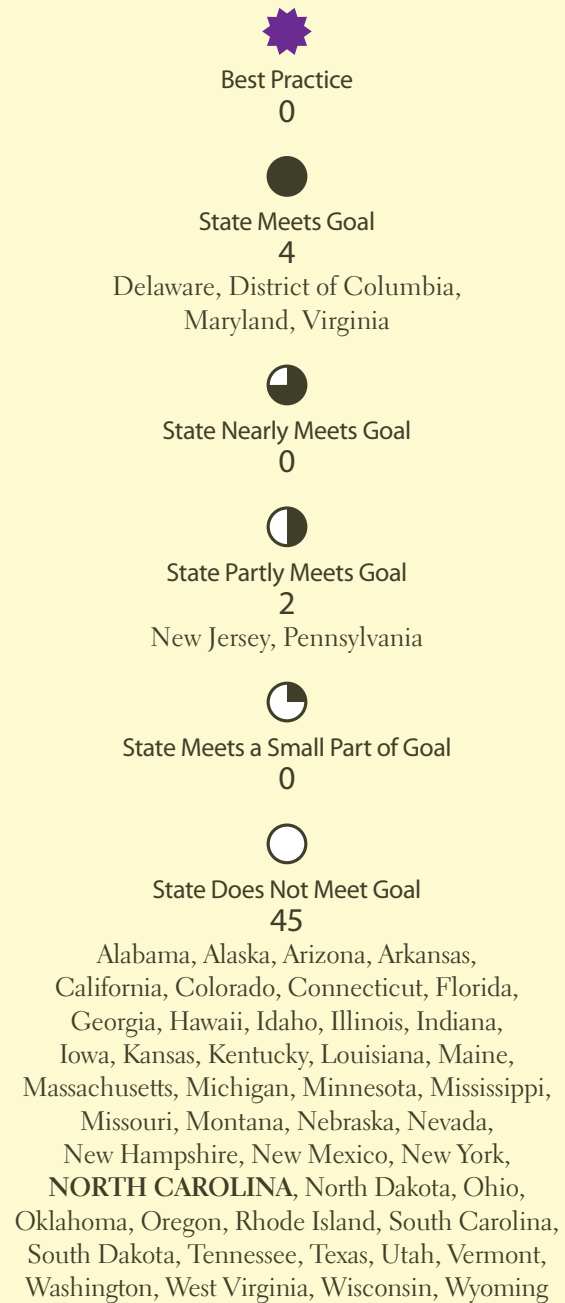 Best Practice
0
State Meets Goal
4
Delaware, District of Columbia,
Maryland, Virginia
State Nearly Meets Goal
0
State Partly Meets Goal
2
New Jersey, Pennsylvania
State Meets a Small Part of Goal
0
State Does Not Meet Goal
45
Alabama, Alaska, Arizona, Arkansas,
California, Colorado, Connecticut, Florida,
Georgia, Hawaii, Idaho, Illinois, Indiana,
Iowa, Kansas, Kentucky, Louisiana, Maine,
Massachusetts, Michigan, Minnesota, Mississippi,
Missouri, Montana, Nebraska, Nevada,
New Hampshire, New Mexico, New York,
NORTH CAROLINA, North Dakota, Ohio,
Oklahoma, Oregon, Rhode Island, South Carolina,
South Dakota, Tennessee, Texas, Utah, Vermont,
Washington, West Virginia, Wisconsin, Wyoming